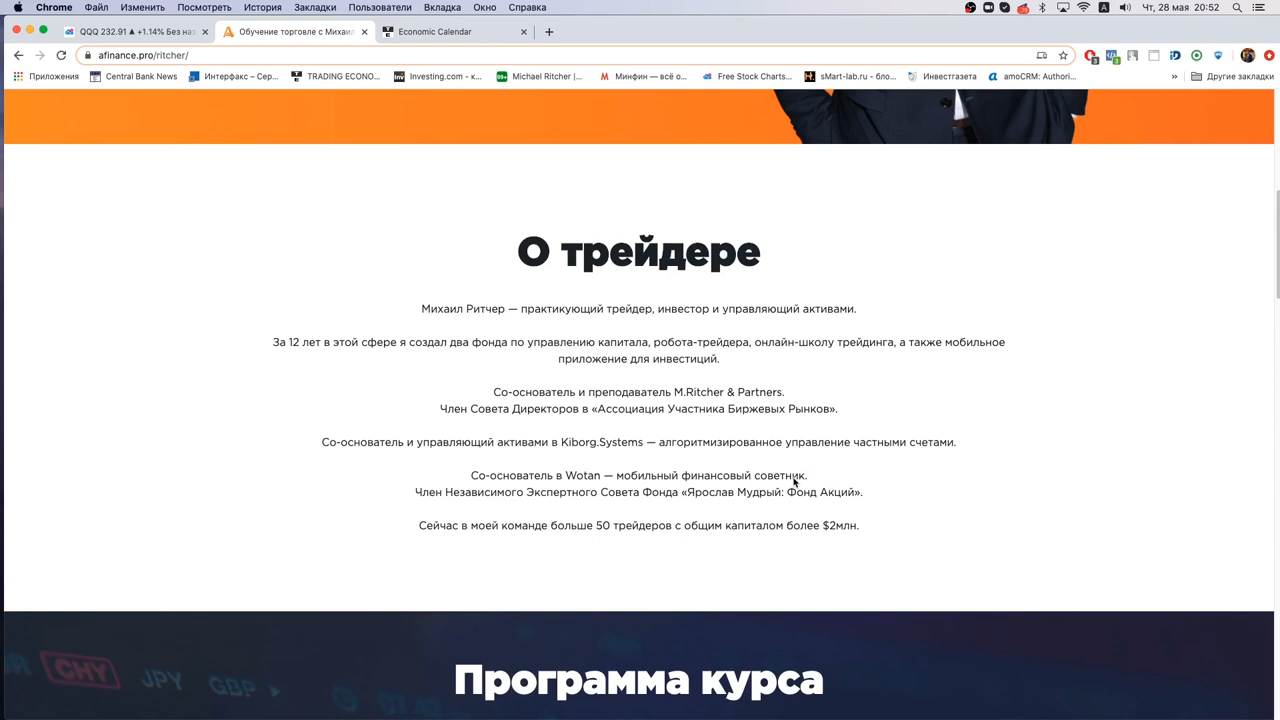 Chrome Файл Изменить Посмотреть История Закладки Пользователи Вкладка Окно Справка Чт, 28 мая 20:52
QQQ 232.91 ▲ +1.14% Без наз Обучение торговле с Михаил Economic Calendar
afinance.pro/ritcher/
Приложения Central Bank News Интерфакс – Сер... TRADING ECONO... Investing.com - к... Michael Ritcher |... Минфин — всё о... Free Stock Charts... sMart-lab.ru - бло... Инвестгазета amoCRM: Authori... » Другие закладки
О трейдере
Михаил Ритчер — практикующий трейдер, инвестор и управляющий активами.
За 12 лет в этой сфере я создал два фонда по управлению капитала, робота-трейдера, онлайн-школу трейдинга, а также мобильное
приложение для инвестиций.
Со-основатель и преподаватель M.Ritcher & Partners.
Член Совета Директоров в «Ассоциация Участника Биржевых Рынков».
Со-основатель и управляющий активами в Kiborg.Systems — алгоритмизированное управление частными счетами.
Со-основатель в Wotan — мобильный финансовый советник.
Член Независимого Экспертного Совета Фонда «Ярослав Мудрый: Фонд Акций».
Сейчас в моей команде больше 50 трейдеров с общим капиталом более $2млн.
CHY JPY GBP
Программа курса